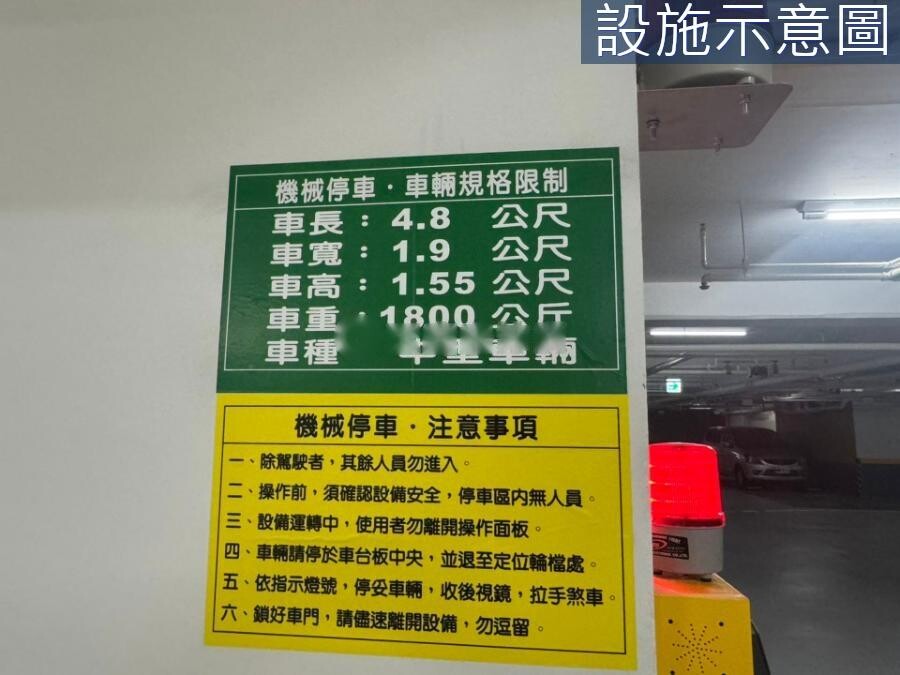 設施示意圖
機械停車·車輛規格限制
車長：4.8 公尺
車寬：1.9 公尺
車高：1.55 公尺
車重：1800 公斤
車種 車輛
機械停車·注意事項
一、除駕駛者，其餘人員勿進入。
二、操作前，須確認設備安全，停車區內無人員。
三、設備運轉中，使用者勿離開操作面板。
四、車輛請停於車台板中央，並退至定位輪檔處。
五、依指示燈號，停妥車輛，收後視鏡，拉手煞車。
六、鎖好車門，請儘速離開設備，勿逗留。